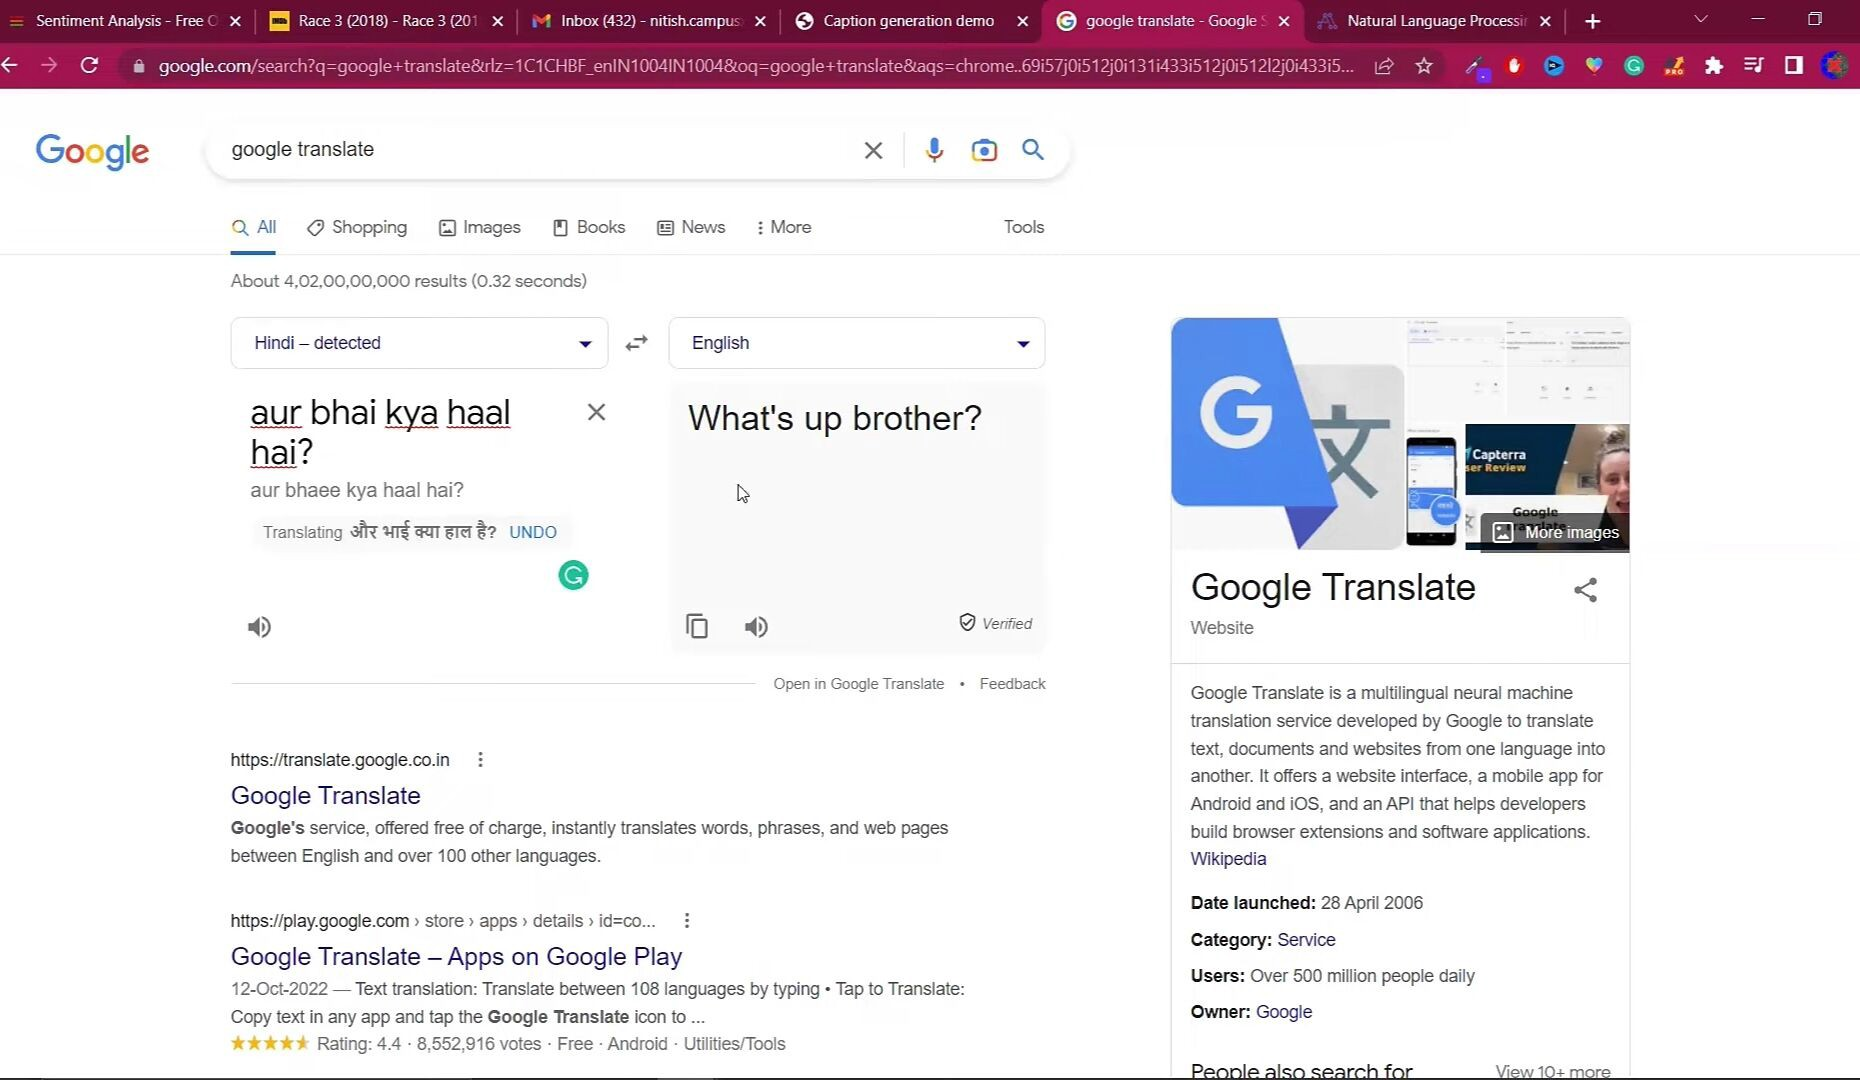 Sentiment Analysis - Free O
Race 3 (2018) - Race 3 (201
Inbox (432) - nitish.campus
Caption generation demo
google translate - Google S
Natural Language Processin
google.com/search?q=google+translate&rlz=1C1CHBF_enIN1004IN1004&oq=google+translate&aqs=chrome..69i57j0i512j0i131i433i512j0i512l2j0i433i5...
Google
google translate
All
Shopping
Images
Books
News
More
Tools
About 4,02,00,00,000 results (0.32 seconds)
Hindi – detected
English
aur bhai kya haal
hai?
aur bhaee kya haal hai?
Translating और भाई क्या हाल है? UNDO
What's up brother?
Verified
Open in Google Translate • Feedback
https://translate.google.co.in
Google Translate
Google's service, offered free of charge, instantly translates words, phrases, and web pages
between English and over 100 other languages.
https://play.google.com › store › apps › details › id=co...
Google Translate – Apps on Google Play
12-Oct-2022 — Text translation: Translate between 108 languages by typing • Tap to Translate:
Copy text in any app and tap the Google Translate icon to ...
Rating: 4.4 · 8,552,916 votes · Free · Android · Utilities/Tools
Capterra
ser Review
Google
More images
Google Translate
Website
Google Translate is a multilingual neural machine
translation service developed by Google to translate
text, documents and websites from one language into
another. It offers a website interface, a mobile app for
Android and iOS, and an API that helps developers
build browser extensions and software applications.
Wikipedia
Date launched: 28 April 2006
Category: Service
Users: Over 500 million people daily
Owner: Google
People also search for
View 10+ more